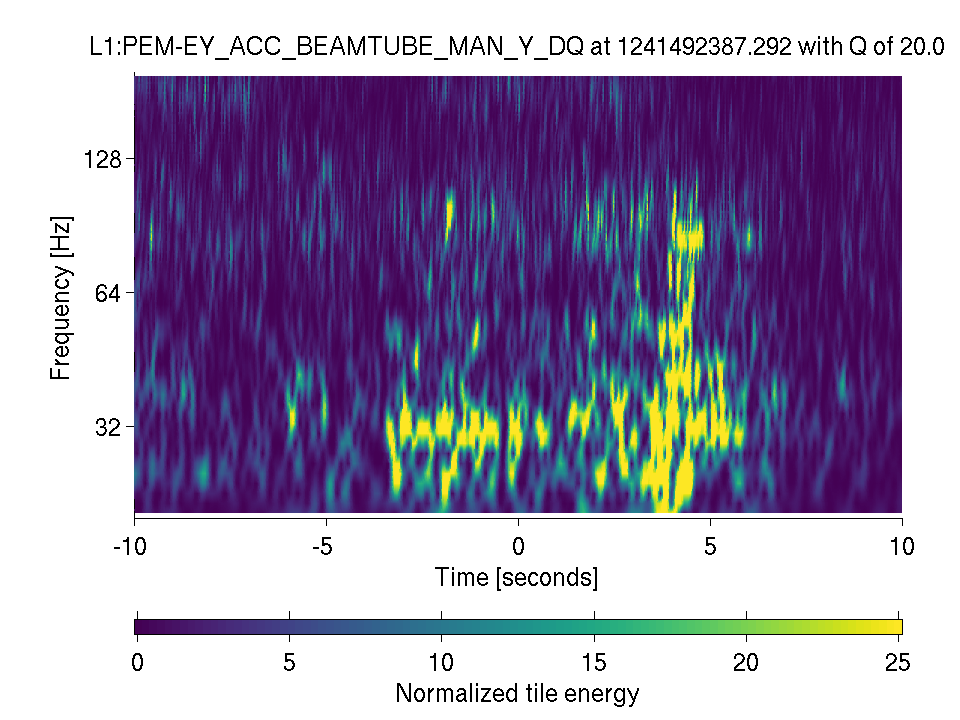 L1:PEM-EY_ACC_BEAMTUBE_MAN_Y_DQ at 1241492387.292 with Q of 20.0
Frequency [Hz]
128
64
32
-10 -5 0 5 10
Time [seconds]
0 5 10 15 20 25
Normalized tile energy